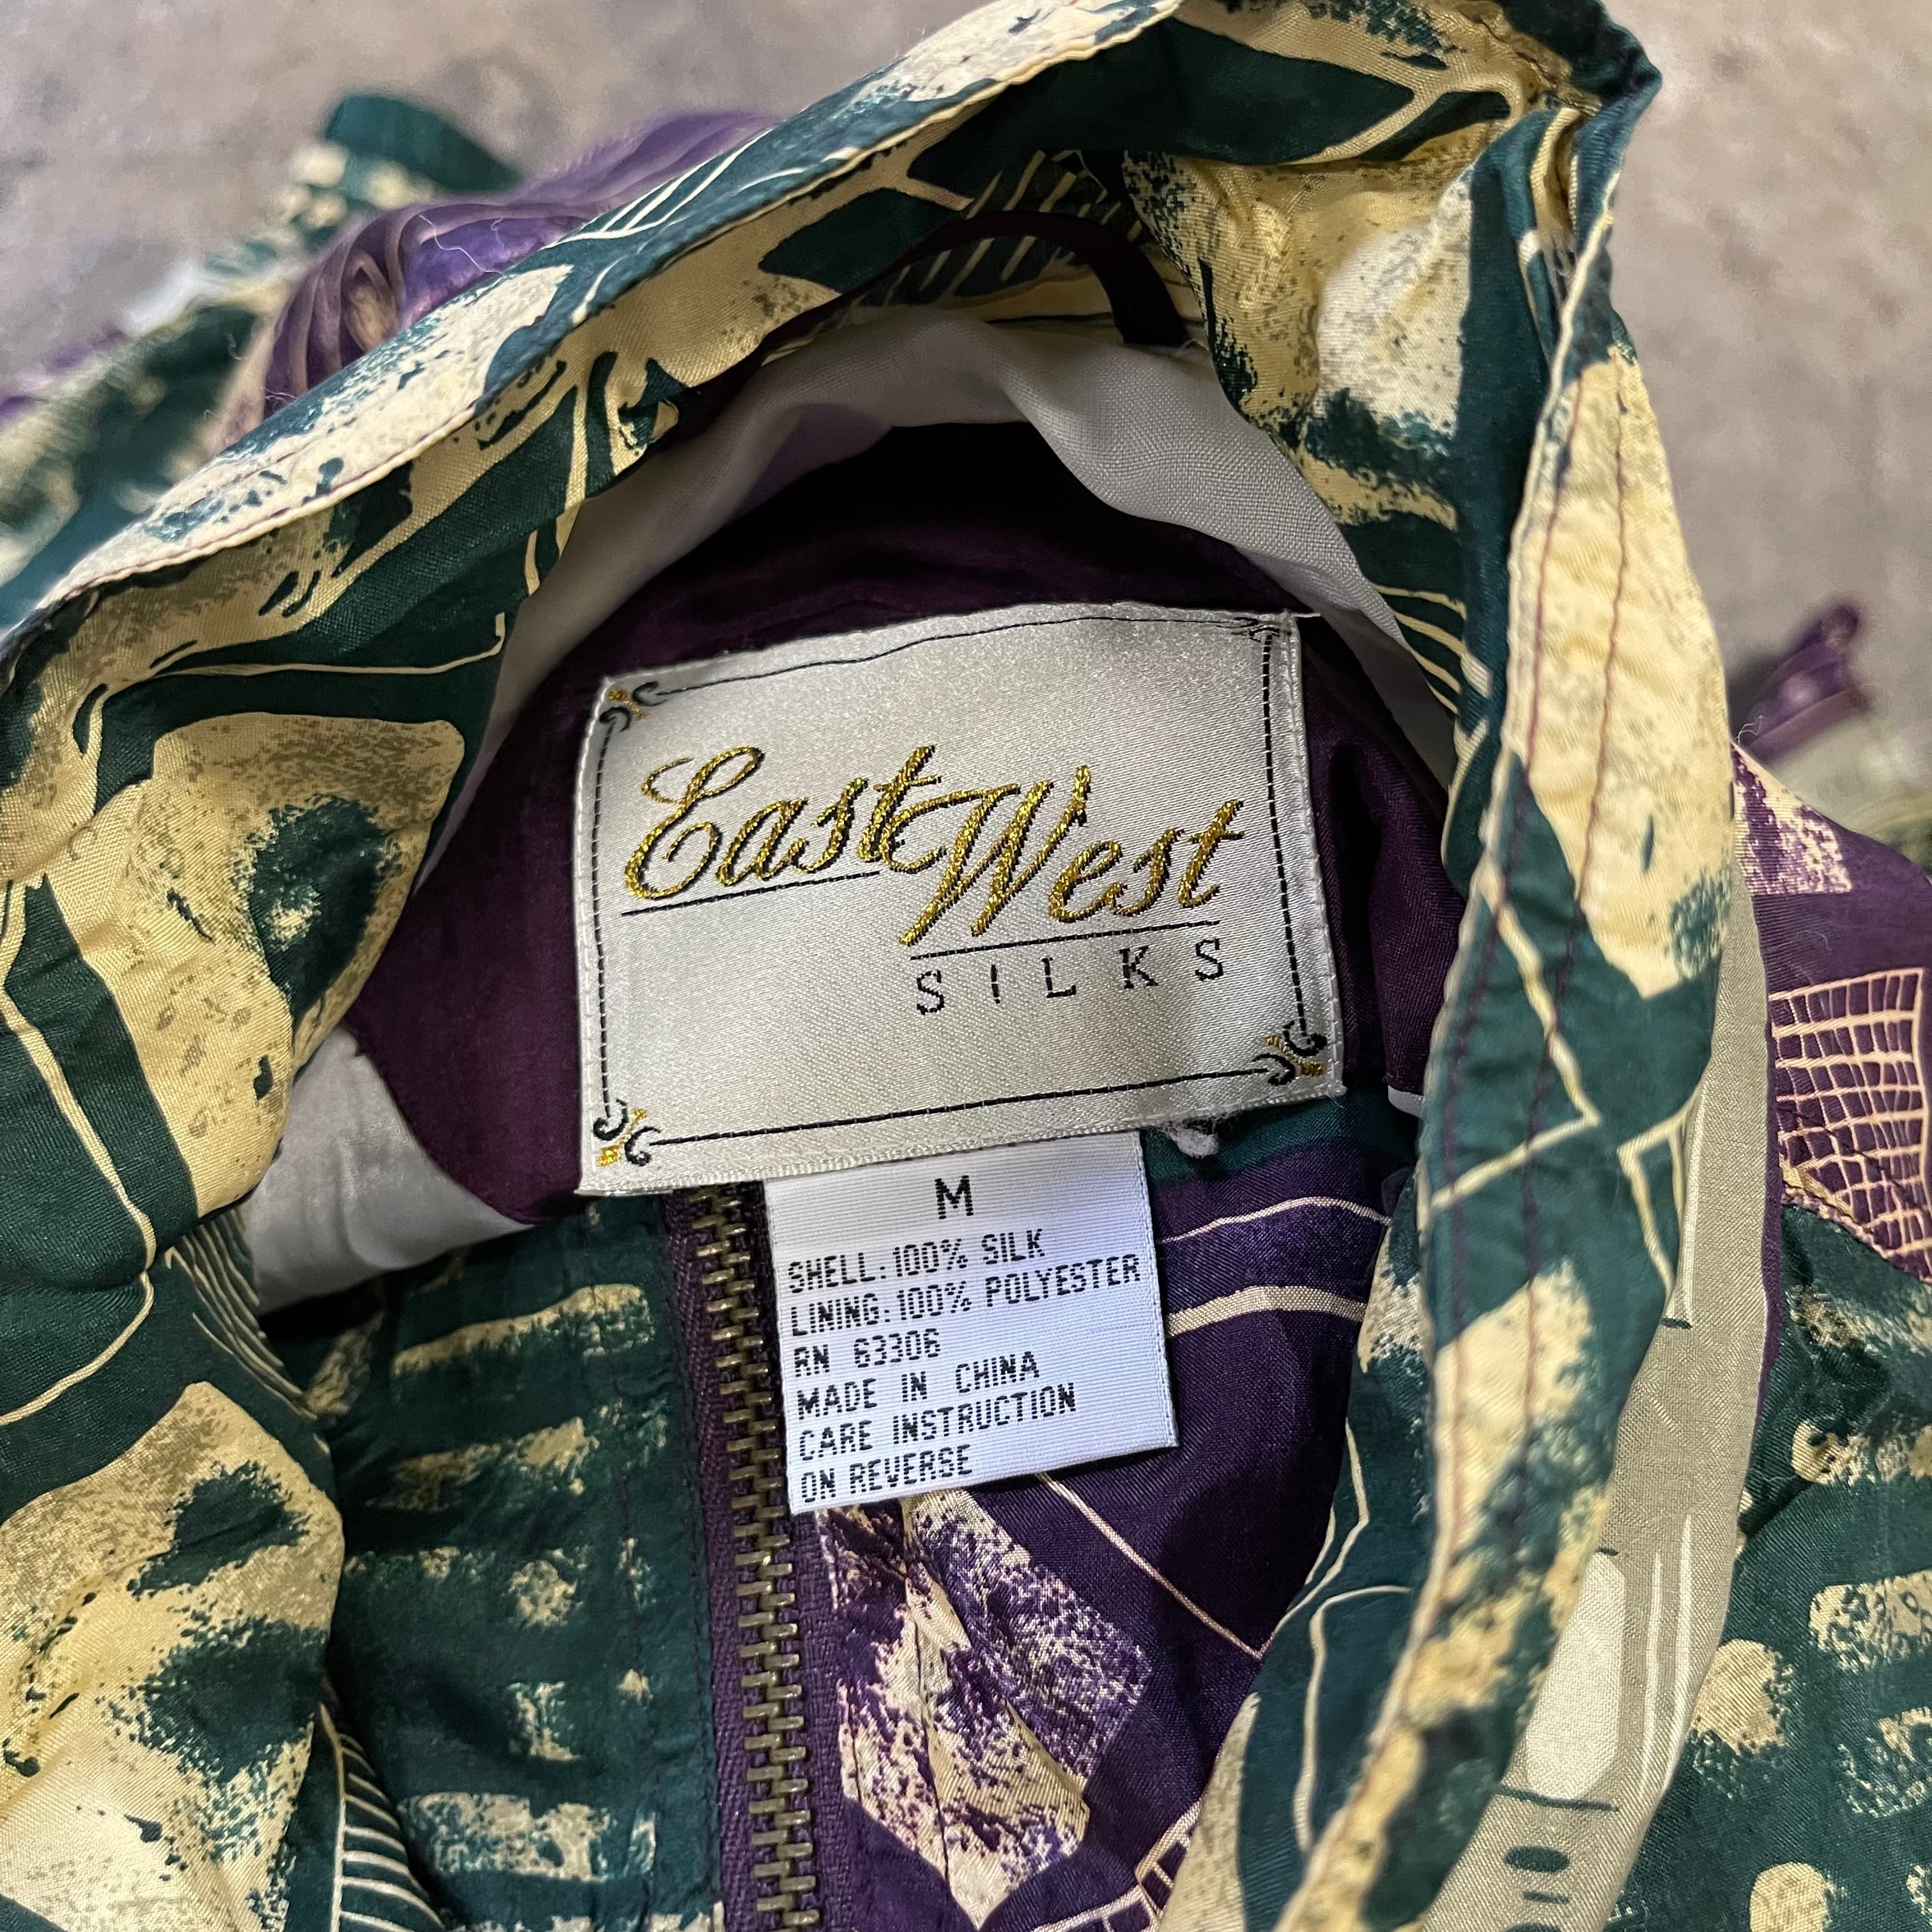 East West
SILKS
M
SHELL: 100% SILK
LINING: 100% POLYESTER
RN 63306
MADE IN CHINA
CARE INSTRUCTION
ON REVERSE